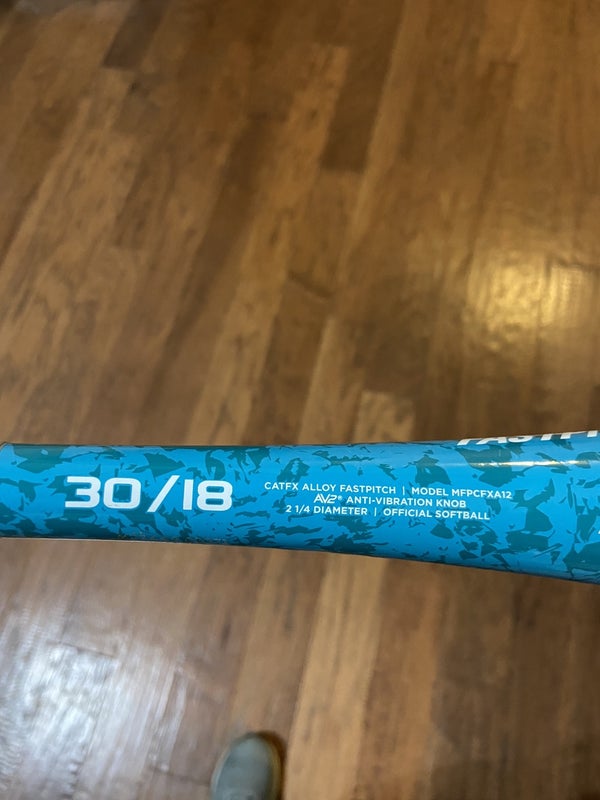 30/18
CATFX ALLOY FASTPITCH | MODEL MFPCFXA12
AV2® ANTI-VIBRATION KNOB
2 1/4 DIAMETER | OFFICIAL SOFTBALL